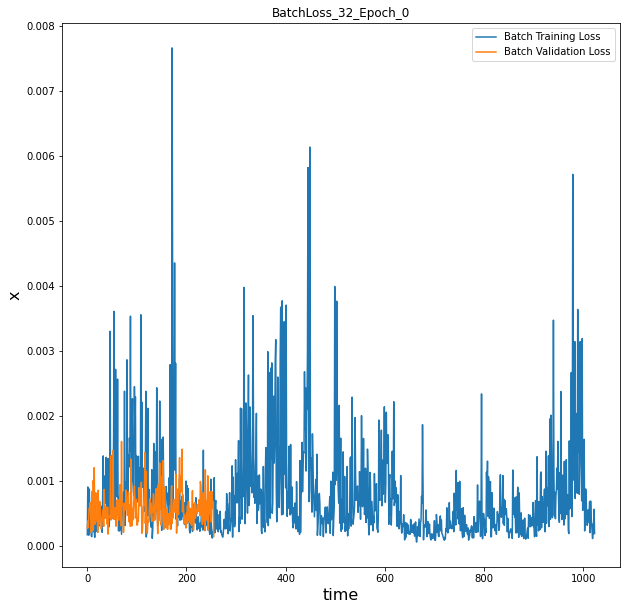 BatchLoss_32_Epoch_0
0.008
0.007
0.006
0.005
0.004
0.003
0.002
0.001
0.000
x
Batch Training Loss
Batch Validation Loss
0 200 400 600 800 1000
time